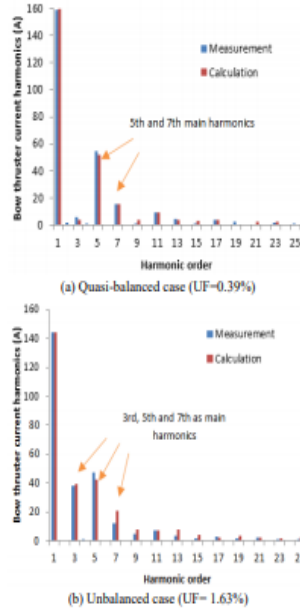 160
140
120
100
80
60
40
20
0
Bow thruster current harmonics (A)
Measurement
Calculation
5th and 7th main harmonics
1 3 5 7 9 11 13 15 17 19 21 23 25
Harmonic order
(a) Quasi-balanced case (UF=0.39%)
160
140
120
100
80
60
40
20
0
Bow thruster current harmonics (A)
Measurement
Calculation
3rd, 5th and 7th as main
harmonics
1 3 5 7 9 11 13 15 17 19 21 23 25
Harmonic order
(b) Unbalanced case (UF= 1.63%)